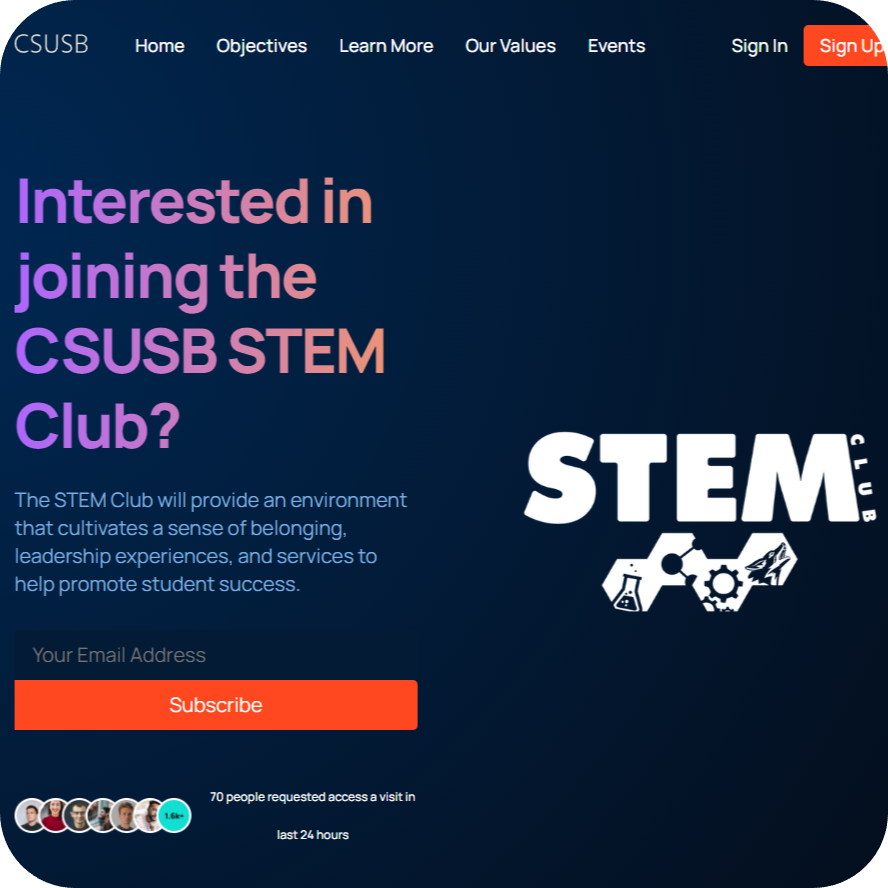 CSUSB Home Objectives Learn More Our Values Events Sign In Sign Up
Interested in
joining the
CSUSB STEM
Club?
The STEM Club will provide an environment
that cultivates a sense of belonging,
leadership experiences, and services to
help promote student success.
Your Email Address
Subscribe
1.6k+
70 people requested access a visit in
last 24 hours
STEM
CLUB